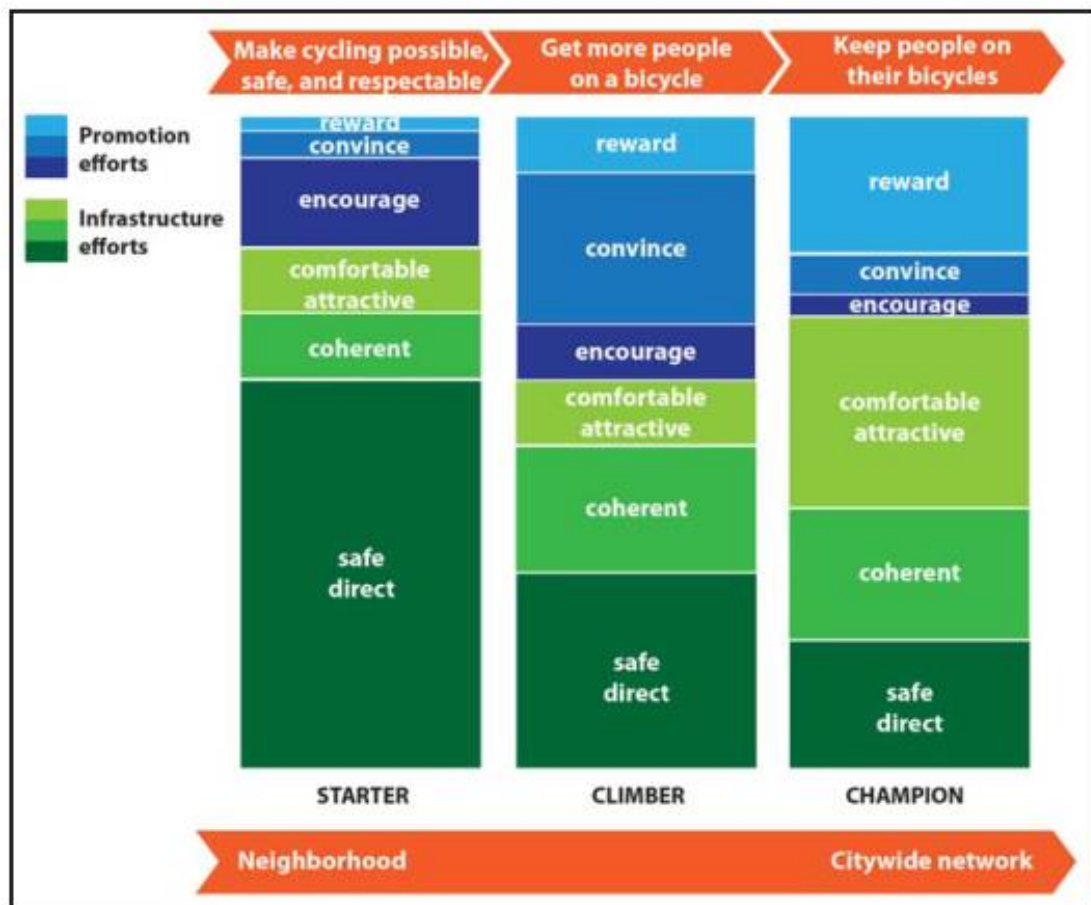 Make cycling possible,
safe, and respectable
Get more people
on a bicycle
Keep people on
their bicycles
Promotion
efforts
Infrastructure
efforts
reward
convince
encourage
comfortable
attractive
coherent
safe
direct
STARTER
reward
convince
encourage
comfortable
attractive
coherent
safe
direct
CLIMBER
reward
convince
encourage
comfortable
attractive
coherent
safe
direct
CHAMPION
Neighborhood
Citywide network